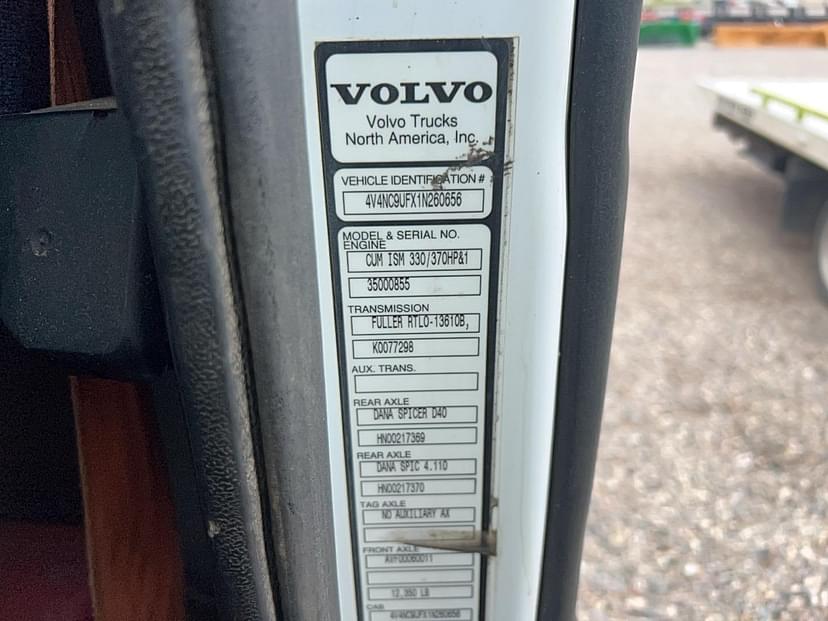 VOLVO
Volvo Trucks
North America, Inc.
VEHICLE IDENTIFICATION #
4V4NC9UFX1N260656
MODEL & SERIAL NO.
ENGINE
CUM ISM 330/370HP&1
35000855
TRANSMISSION
FULLER RTLO-13610B,
K0077298
AUX. TRANS.
REAR AXLE
DANA SPICER D40
HN00217369
REAR AXLE
DANA SPIC 4.110
HN00217370
TAG AXLE
NO AUXILIARY AX
FRONT AXLE
12,350 LB
CAB
4V4NC9UFX1N260656